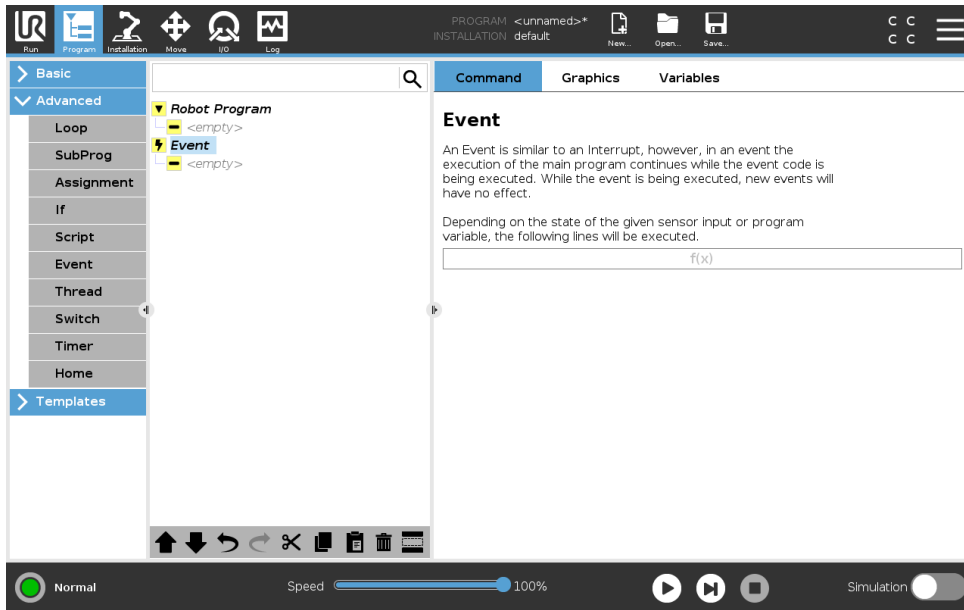 UR
Run
Program
Installation
Move
I/O
Log
PROGRAM <unnamed>*
INSTALLATION default
New...
Open...
Save...
C C
C C
Basic
Advanced
Loop
SubProg
Assignment
If
Script
Event
Thread
Switch
Timer
Home
Templates
Robot Program
<empty>
Event
<empty>
Command Graphics Variables
Event
An Event is similar to an Interrupt, however, in an event the
execution of the main program continues while the event code is
being executed. While the event is being executed, new events will
have no effect.
Depending on the state of the given sensor input or program
variable, the following lines will be executed.
f(x)
Normal
Speed
100%
Simulation